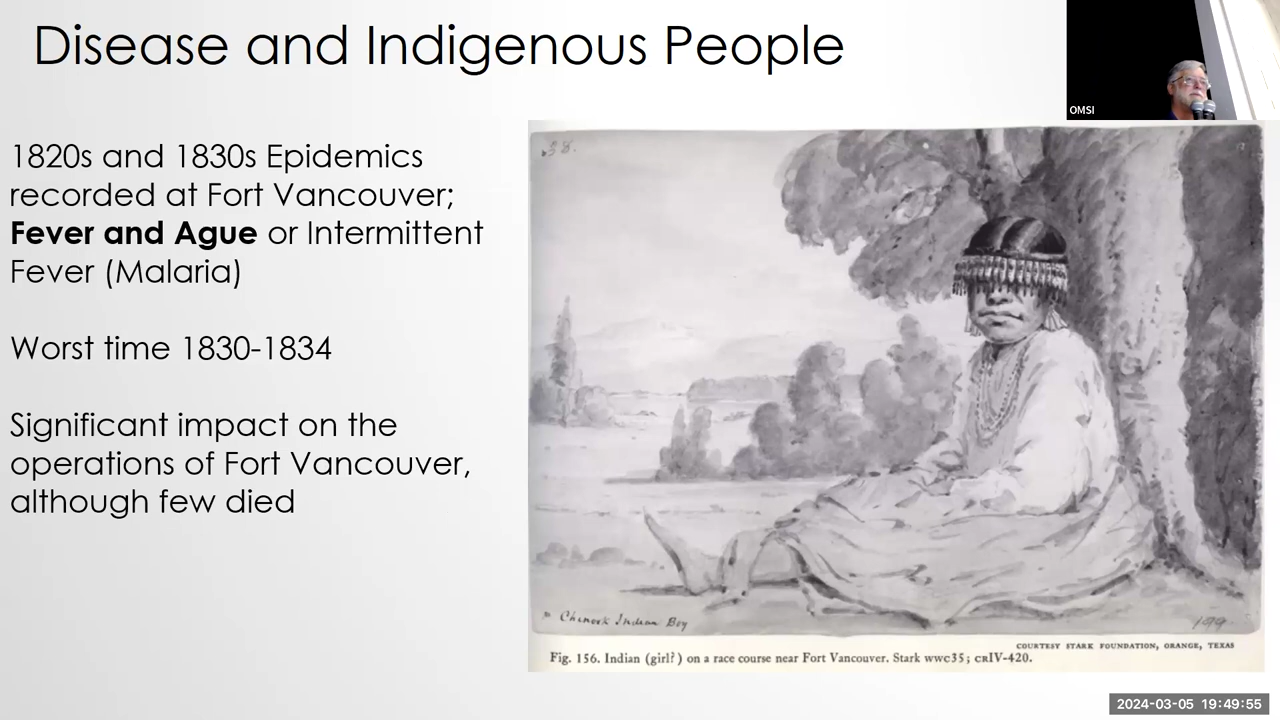 Disease and Indigenous People
OMSI
1820s and 1830s Epidemics
recorded at Fort Vancouver;
Fever and Ague or Intermittent
Fever (Malaria)
Worst time 1830-1834
Significant impact on the
operations of Fort Vancouver,
although few died
38.
Chinook Indian Boy
199
COURTESY STARK FOUNDATION, ORANGE, TEXAS
Fig. 156. Indian (girl?) on a race course near Fort Vancouver. Stark wwc35; crIV-420.
2024-03-05 19:49:55